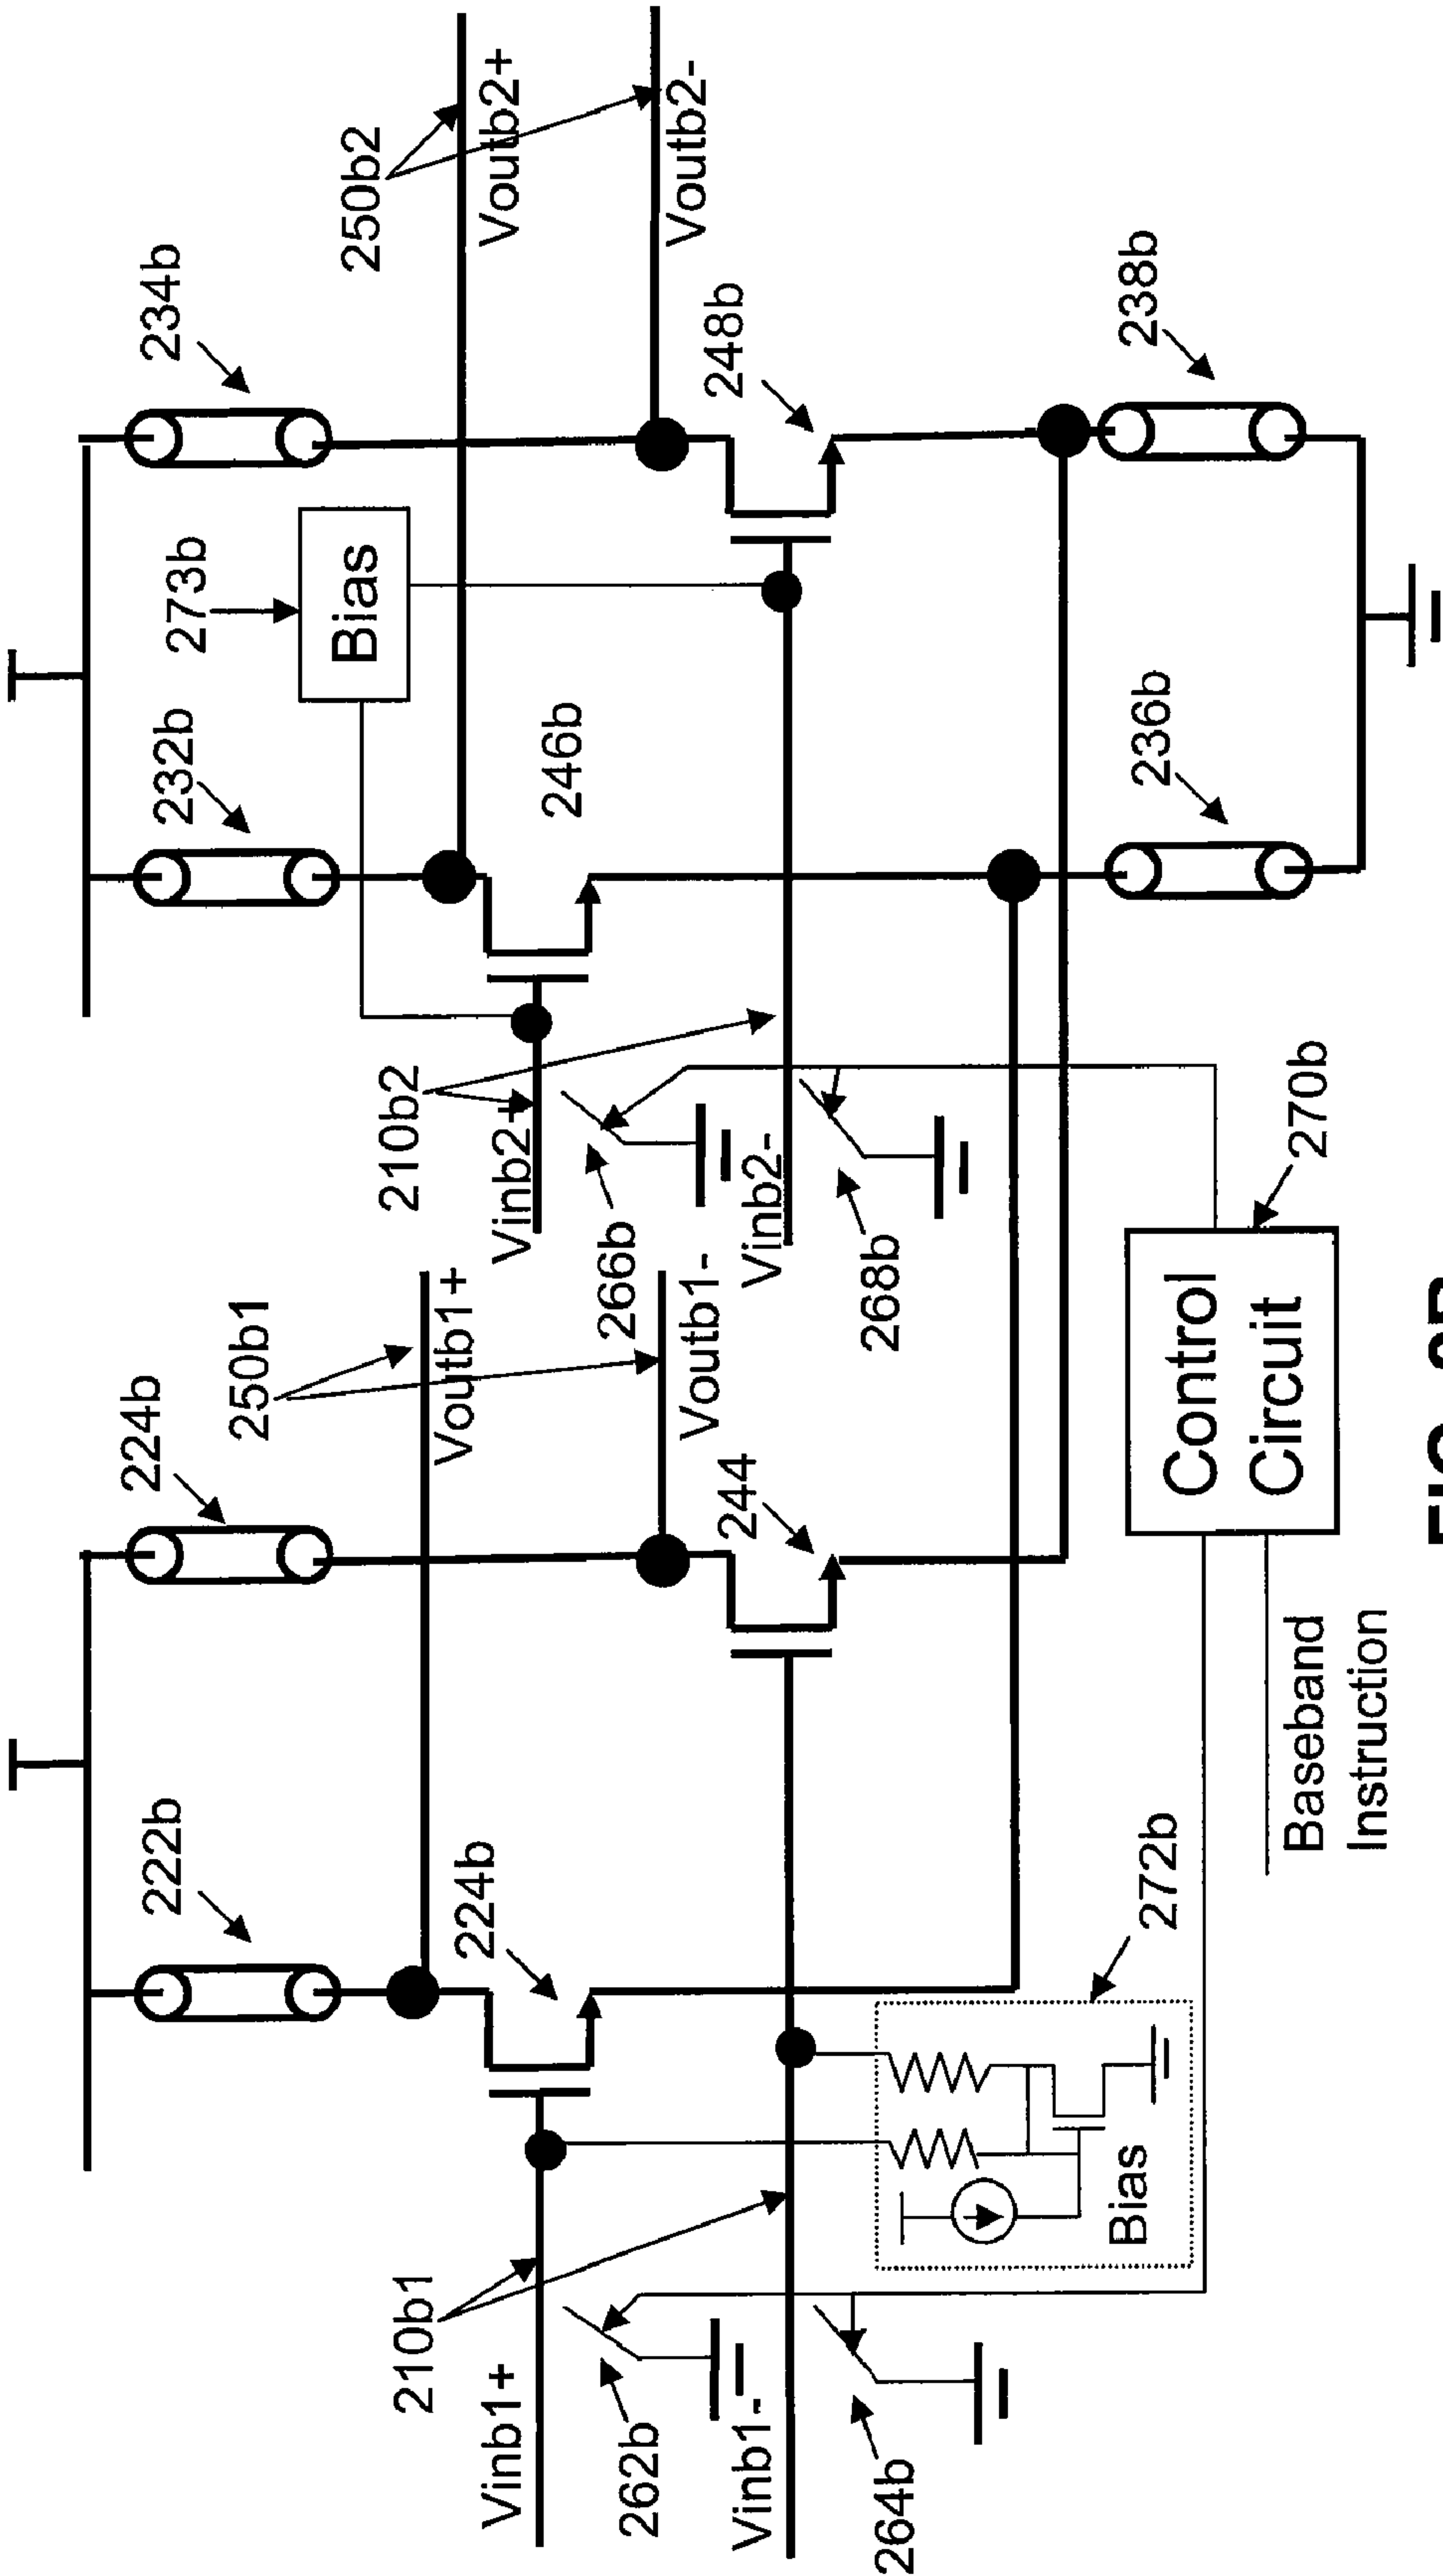 222b
224b
232b
234b
273b
Bias
250b1
Voutb1+
250b2
Voutb2+
210b1
Vinb1+
224b
210b2
Vinb2+
246b
262b
244
Voutb1-
266b
248b
Voutb2-
Vinb1-
Vinb2-
264b
268b
Bias
272b
Control
Circuit
270b
236b
238b
Baseband
Instruction